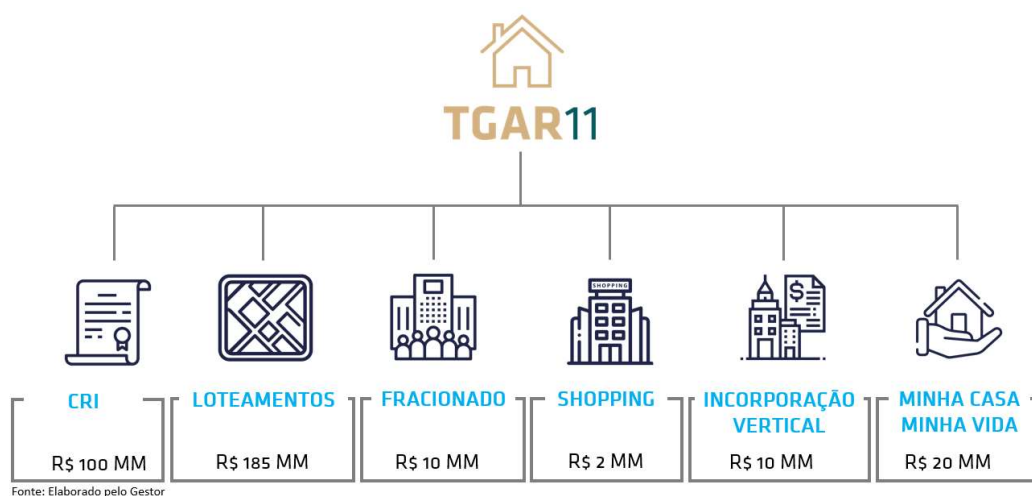 TGAR11
SHOPPING
CRI
LOTEAMENTOS
FRACIONADO
SHOPPING
INCORPORAÇÃO
VERTICAL
MINHA CASA
MINHA VIDA
R$ 100 MM
R$ 185 MM
R$ 10 MM
R$ 2 MM
R$ 10 MM
R$ 20 MM
Fonte: Elaborado pelo Gestor